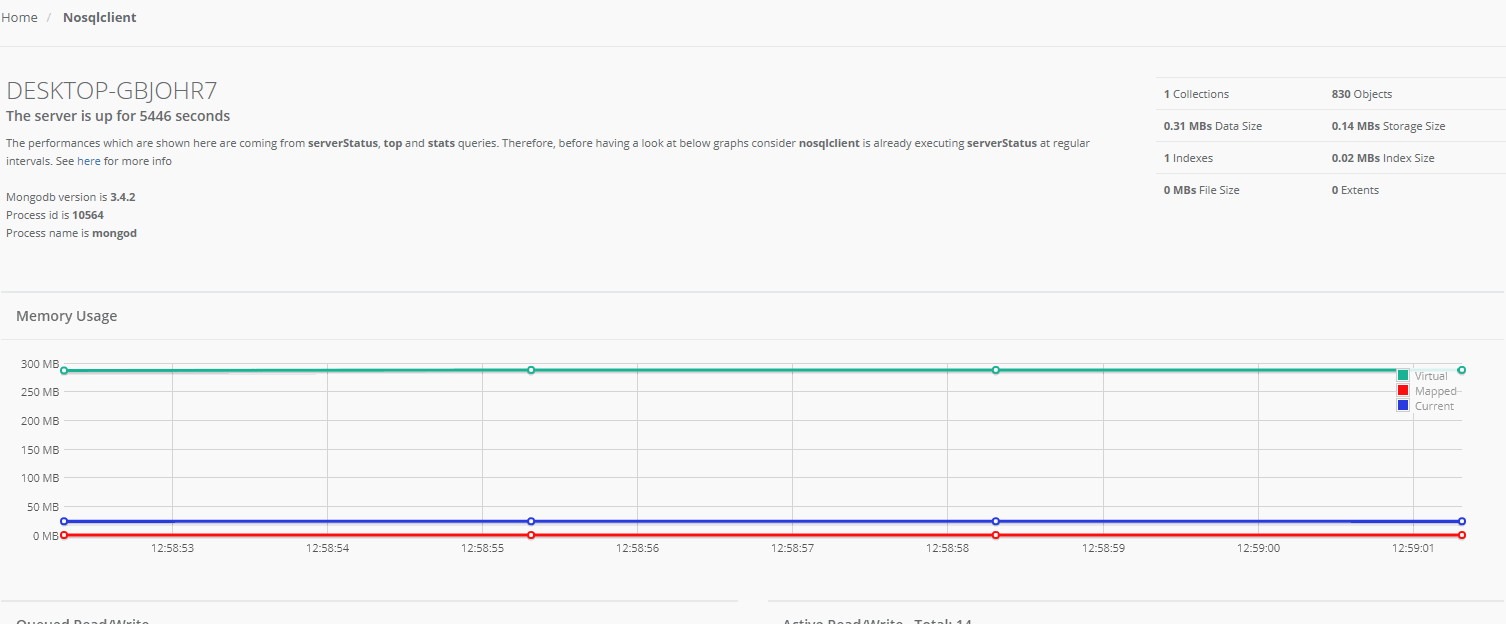 Home / Nosqlclient
DESKTOP-GBJOHR7
The server is up for 5446 seconds
The performances which are shown here are coming from serverStatus, top and stats queries. Therefore, before having a look at below graphs consider nosqlclient is already executing serverStatus at regular
intervals. See here for more info
Mongodb version is 3.4.2
Process id is 10564
Process name is mongod
1 Collections 830 Objects
0.31 MBs Data Size 0.14 MBs Storage Size
1 Indexes 0.02 MBs Index Size
0 MBs File Size 0 Extents
Memory Usage
300 MB
250 MB
200 MB
150 MB
100 MB
50 MB
0 MB
Virtual
Mapped
Current
12:58:53 12:58:54 12:58:55 12:58:56 12:58:57 12:58:58 12:58:59 12:59:00 12:59:01
Queued Read/Write
Active Read/Write - Total: 14